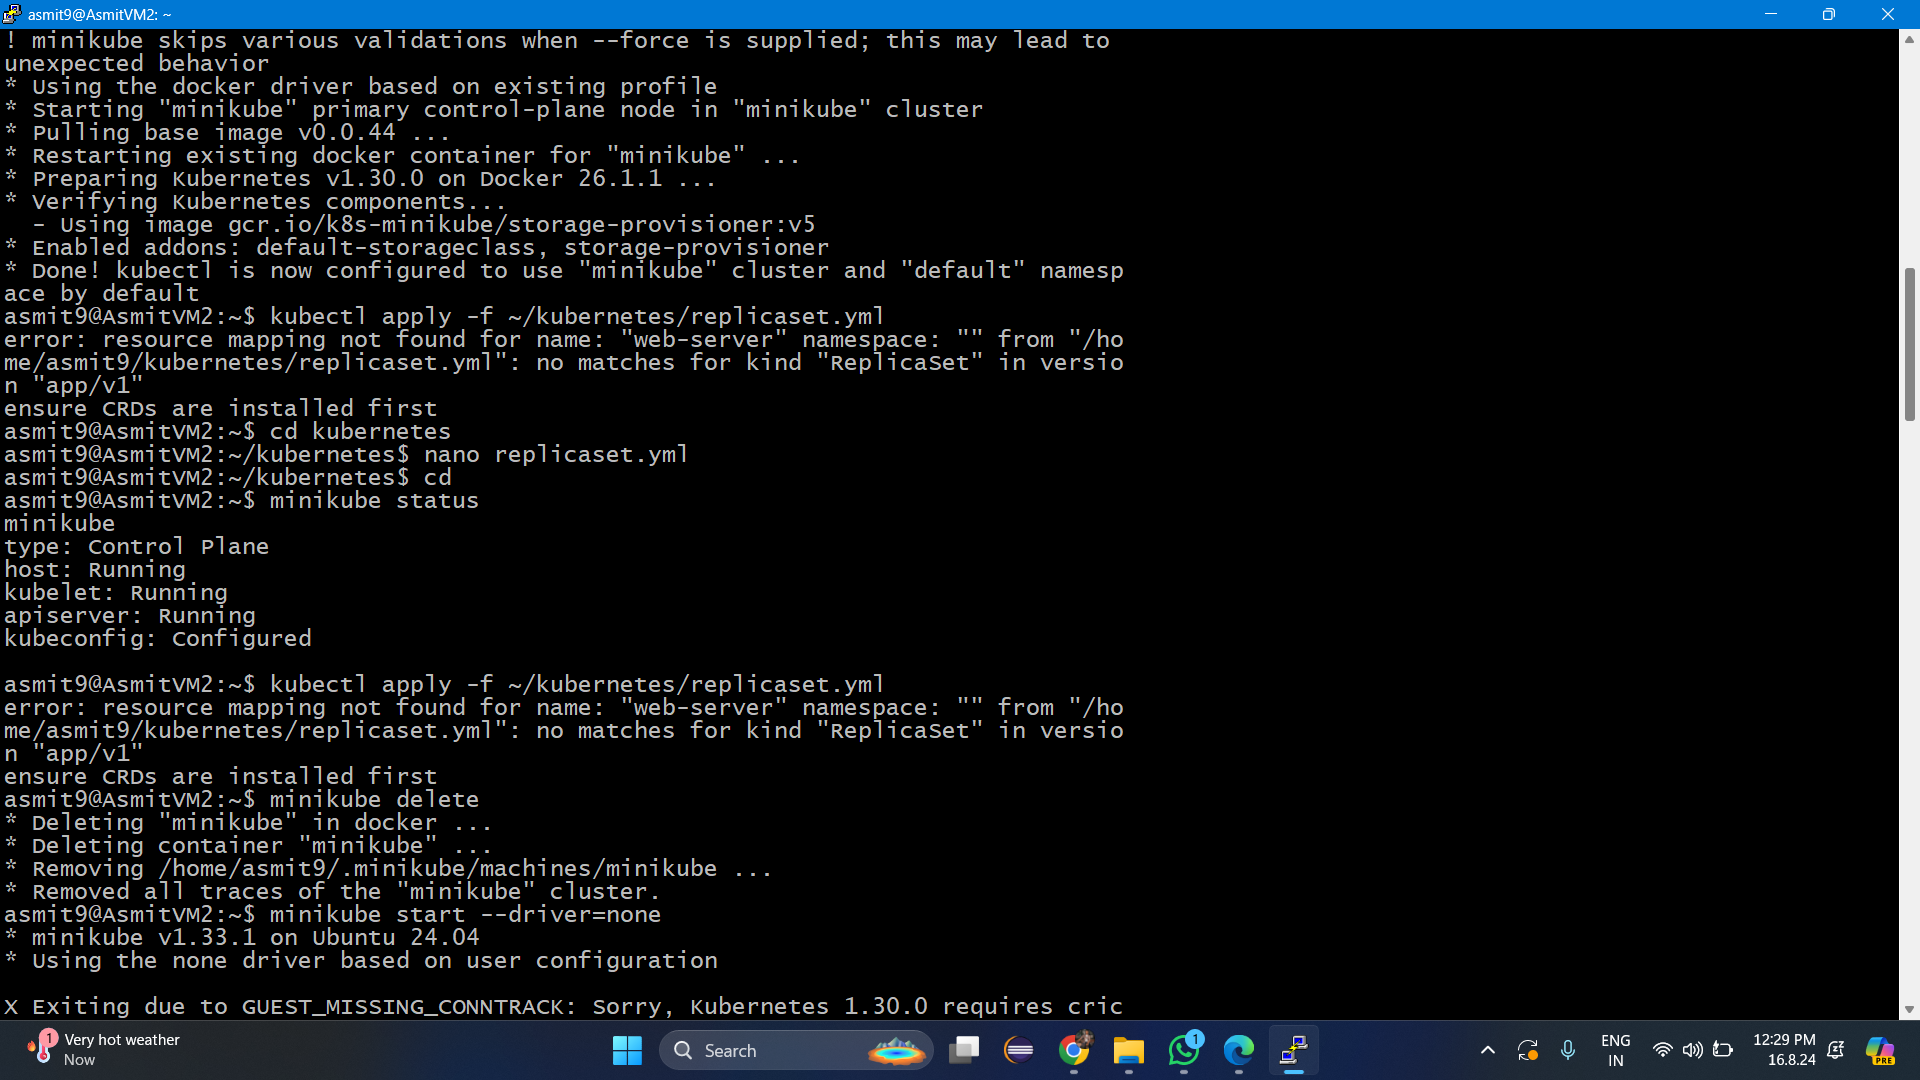 asmit9@AsmitVM2: ~
! minikube skips various validations when --force is supplied; this may lead to
unexpected behavior
* Using the docker driver based on existing profile
* Starting "minikube" primary control-plane node in "minikube" cluster
* Pulling base image v0.0.44 ...
* Restarting existing docker container for "minikube" ...
* Preparing Kubernetes v1.30.0 on Docker 26.1.1 ...
* Verifying Kubernetes components...
  - Using image gcr.io/k8s-minikube/storage-provisioner:v5
* Enabled addons: default-storageclass, storage-provisioner
* Done! kubectl is now configured to use "minikube" cluster and "default" namesp
ace by default
asmit9@AsmitVM2:~$ kubectl apply -f ~/kubernetes/replicaset.yml
error: resource mapping not found for name: "web-server" namespace: "" from "/ho
me/asmit9/kubernetes/replicaset.yml": no matches for kind "ReplicaSet" in versio
n "app/v1"
ensure CRDs are installed first
asmit9@AsmitVM2:~$ cd kubernetes
asmit9@AsmitVM2:~/kubernetes$ nano replicaset.yml
asmit9@AsmitVM2:~/kubernetes$ cd
asmit9@AsmitVM2:~$ minikube status
minikube
type: Control Plane
host: Running
kubelet: Running
apiserver: Running
kubeconfig: Configured
asmit9@AsmitVM2:~$ kubectl apply -f ~/kubernetes/replicaset.yml
error: resource mapping not found for name: "web-server" namespace: "" from "/ho
me/asmit9/kubernetes/replicaset.yml": no matches for kind "ReplicaSet" in versio
n "app/v1"
ensure CRDs are installed first
asmit9@AsmitVM2:~$ minikube delete
* Deleting "minikube" in docker ...
* Deleting container "minikube" ...
* Removing /home/asmit9/.minikube/machines/minikube ...
* Removed all traces of the "minikube" cluster.
asmit9@AsmitVM2:~$ minikube start --driver=none
* minikube v1.33.1 on Ubuntu 24.04
* Using the none driver based on user configuration
X Exiting due to GUEST_MISSING_CONNTRACK: Sorry, Kubernetes 1.30.0 requires cric
1
Very hot weather
Now
Search
1
ENG
IN
12:29 PM
16.8.24
PRE